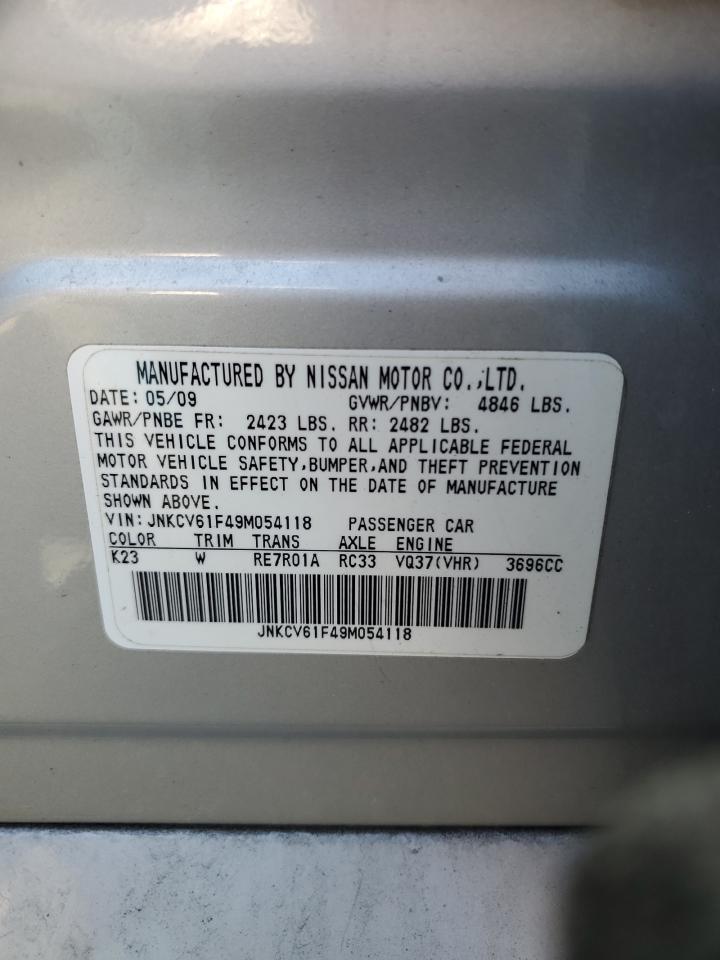 MANUFACTURED BY NISSAN MOTOR CO.,LTD.
DATE: 05/09 GVWR/PNBV: 4846 LBS.
GAWR/PNBE FR: 2423 LBS. RR: 2482 LBS.
THIS VEHICLE CONFORMS TO ALL APPLICABLE FEDERAL
MOTOR VEHICLE SAFETY,BUMPER,AND THEFT PREVENTION
STANDARDS IN EFFECT ON THE DATE OF MANUFACTURE
SHOWN ABOVE.
VIN: JNKCV61F49M054118 PASSENGER CAR
COLOR TRIM TRANS AXLE ENGINE
K23 W RE7R01A RC33 VQ37(VHR) 3696CC
JNKCV61F49M054118